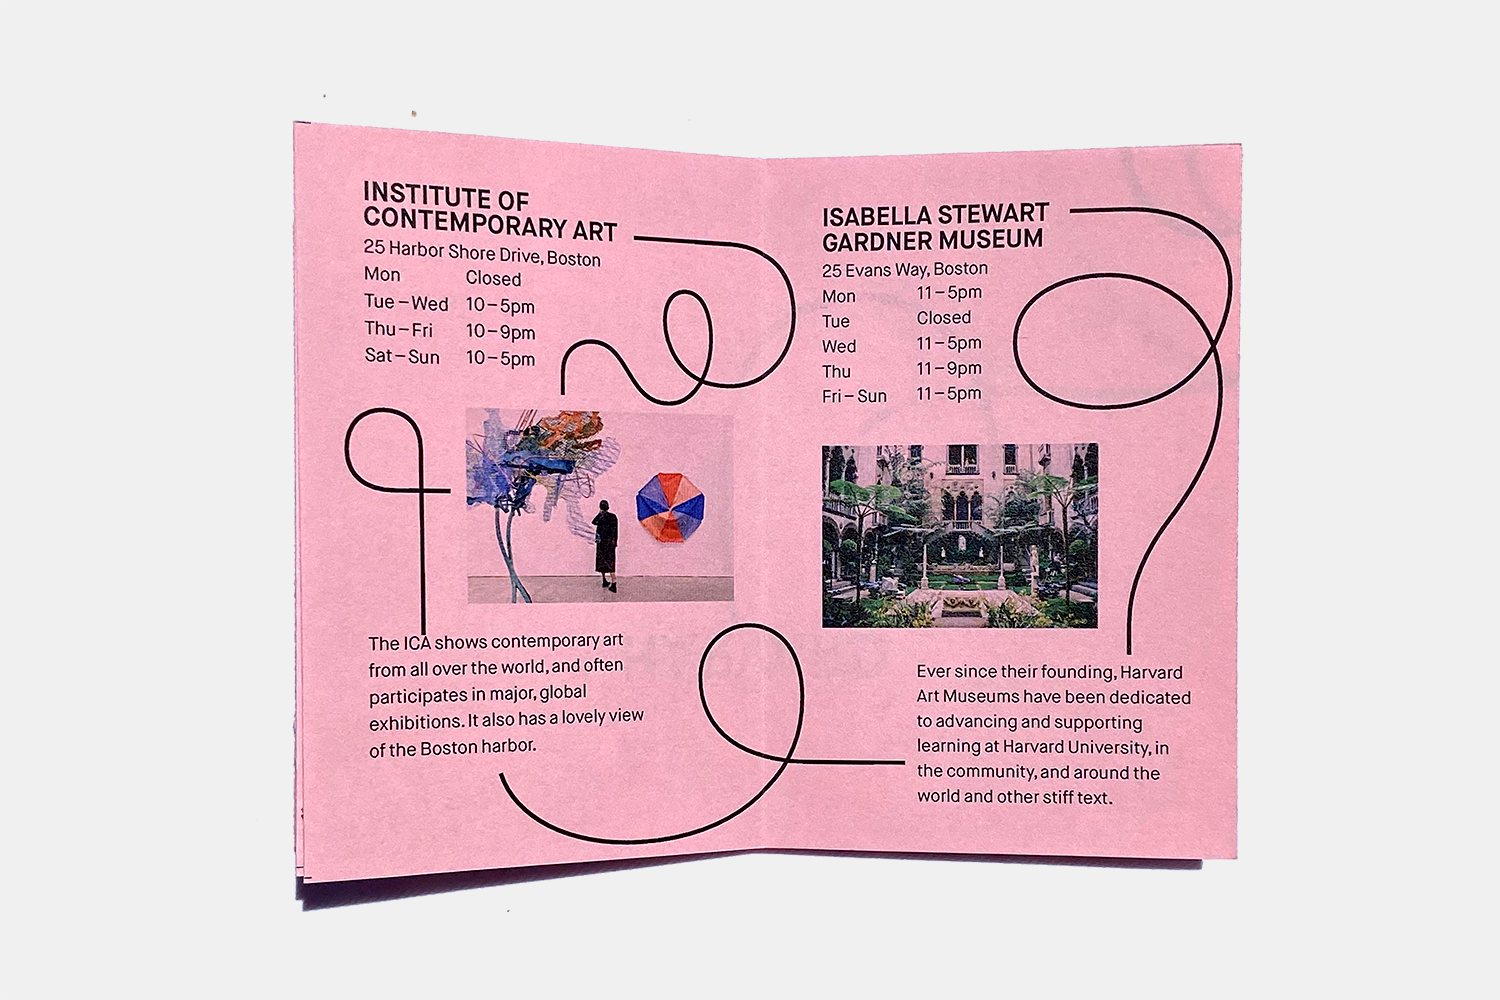 INSTITUTE OF
CONTEMPORARY ART
25 Harbor Shore Drive, Boston
Mon Closed
Tue – Wed 10 – 5pm
Thu – Fri 10 – 9pm
Sat – Sun 10 – 5pm
The ICA shows contemporary art
from all over the world, and often
participates in major, global
exhibitions. It also has a lovely view
of the Boston harbor.
ISABELLA STEWART
GARDNER MUSEUM
25 Evans Way, Boston
Mon 11 – 5pm
Tue Closed
Wed 11 – 5pm
Thu 11 – 9pm
Fri – Sun 11 – 5pm
Ever since their founding, Harvard
Art Museums have been dedicated
to advancing and supporting
learning at Harvard University, in
the community, and around the
world and other stiff text.